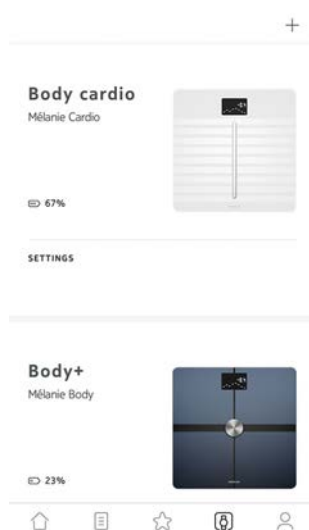 Body cardio
Mélanie Cardio
67%
SETTINGS
Body+
Mélanie Body
23%